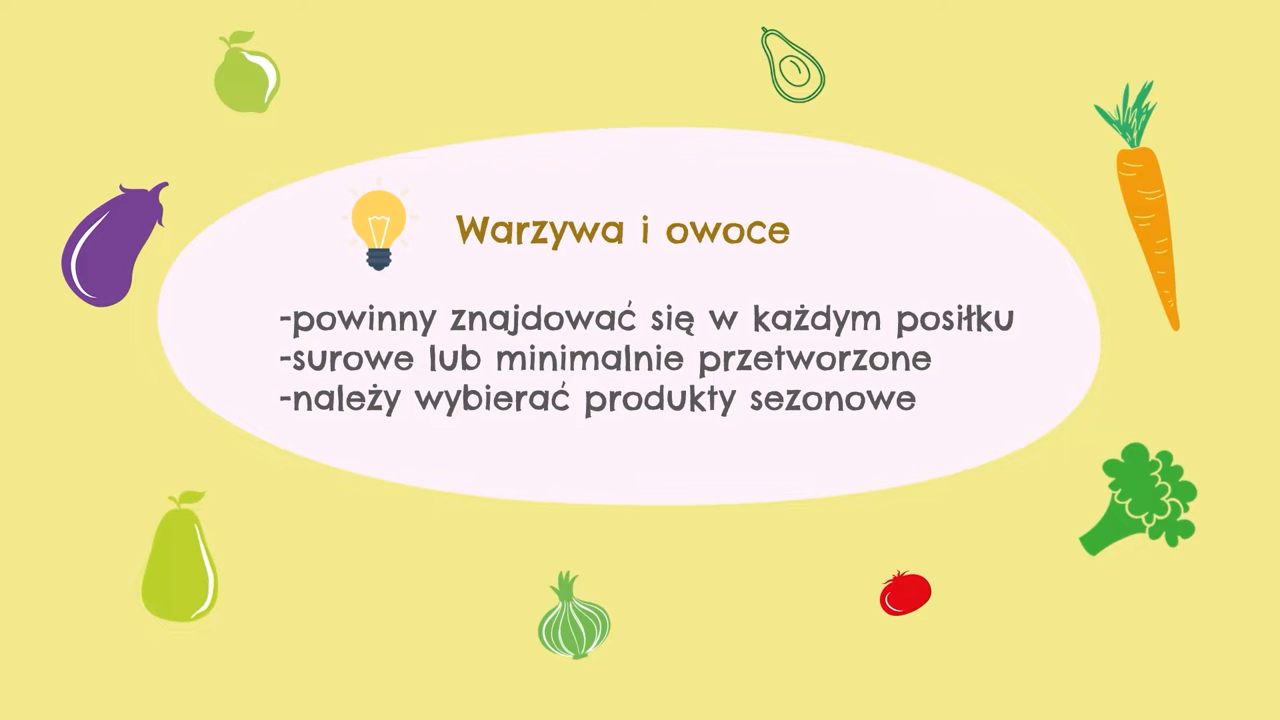 Warzywa i owoce
-powinny znajdować się w każdym posiłku
-surowe lub minimalnie przetworzone
-należy wybierać produkty sezonowe